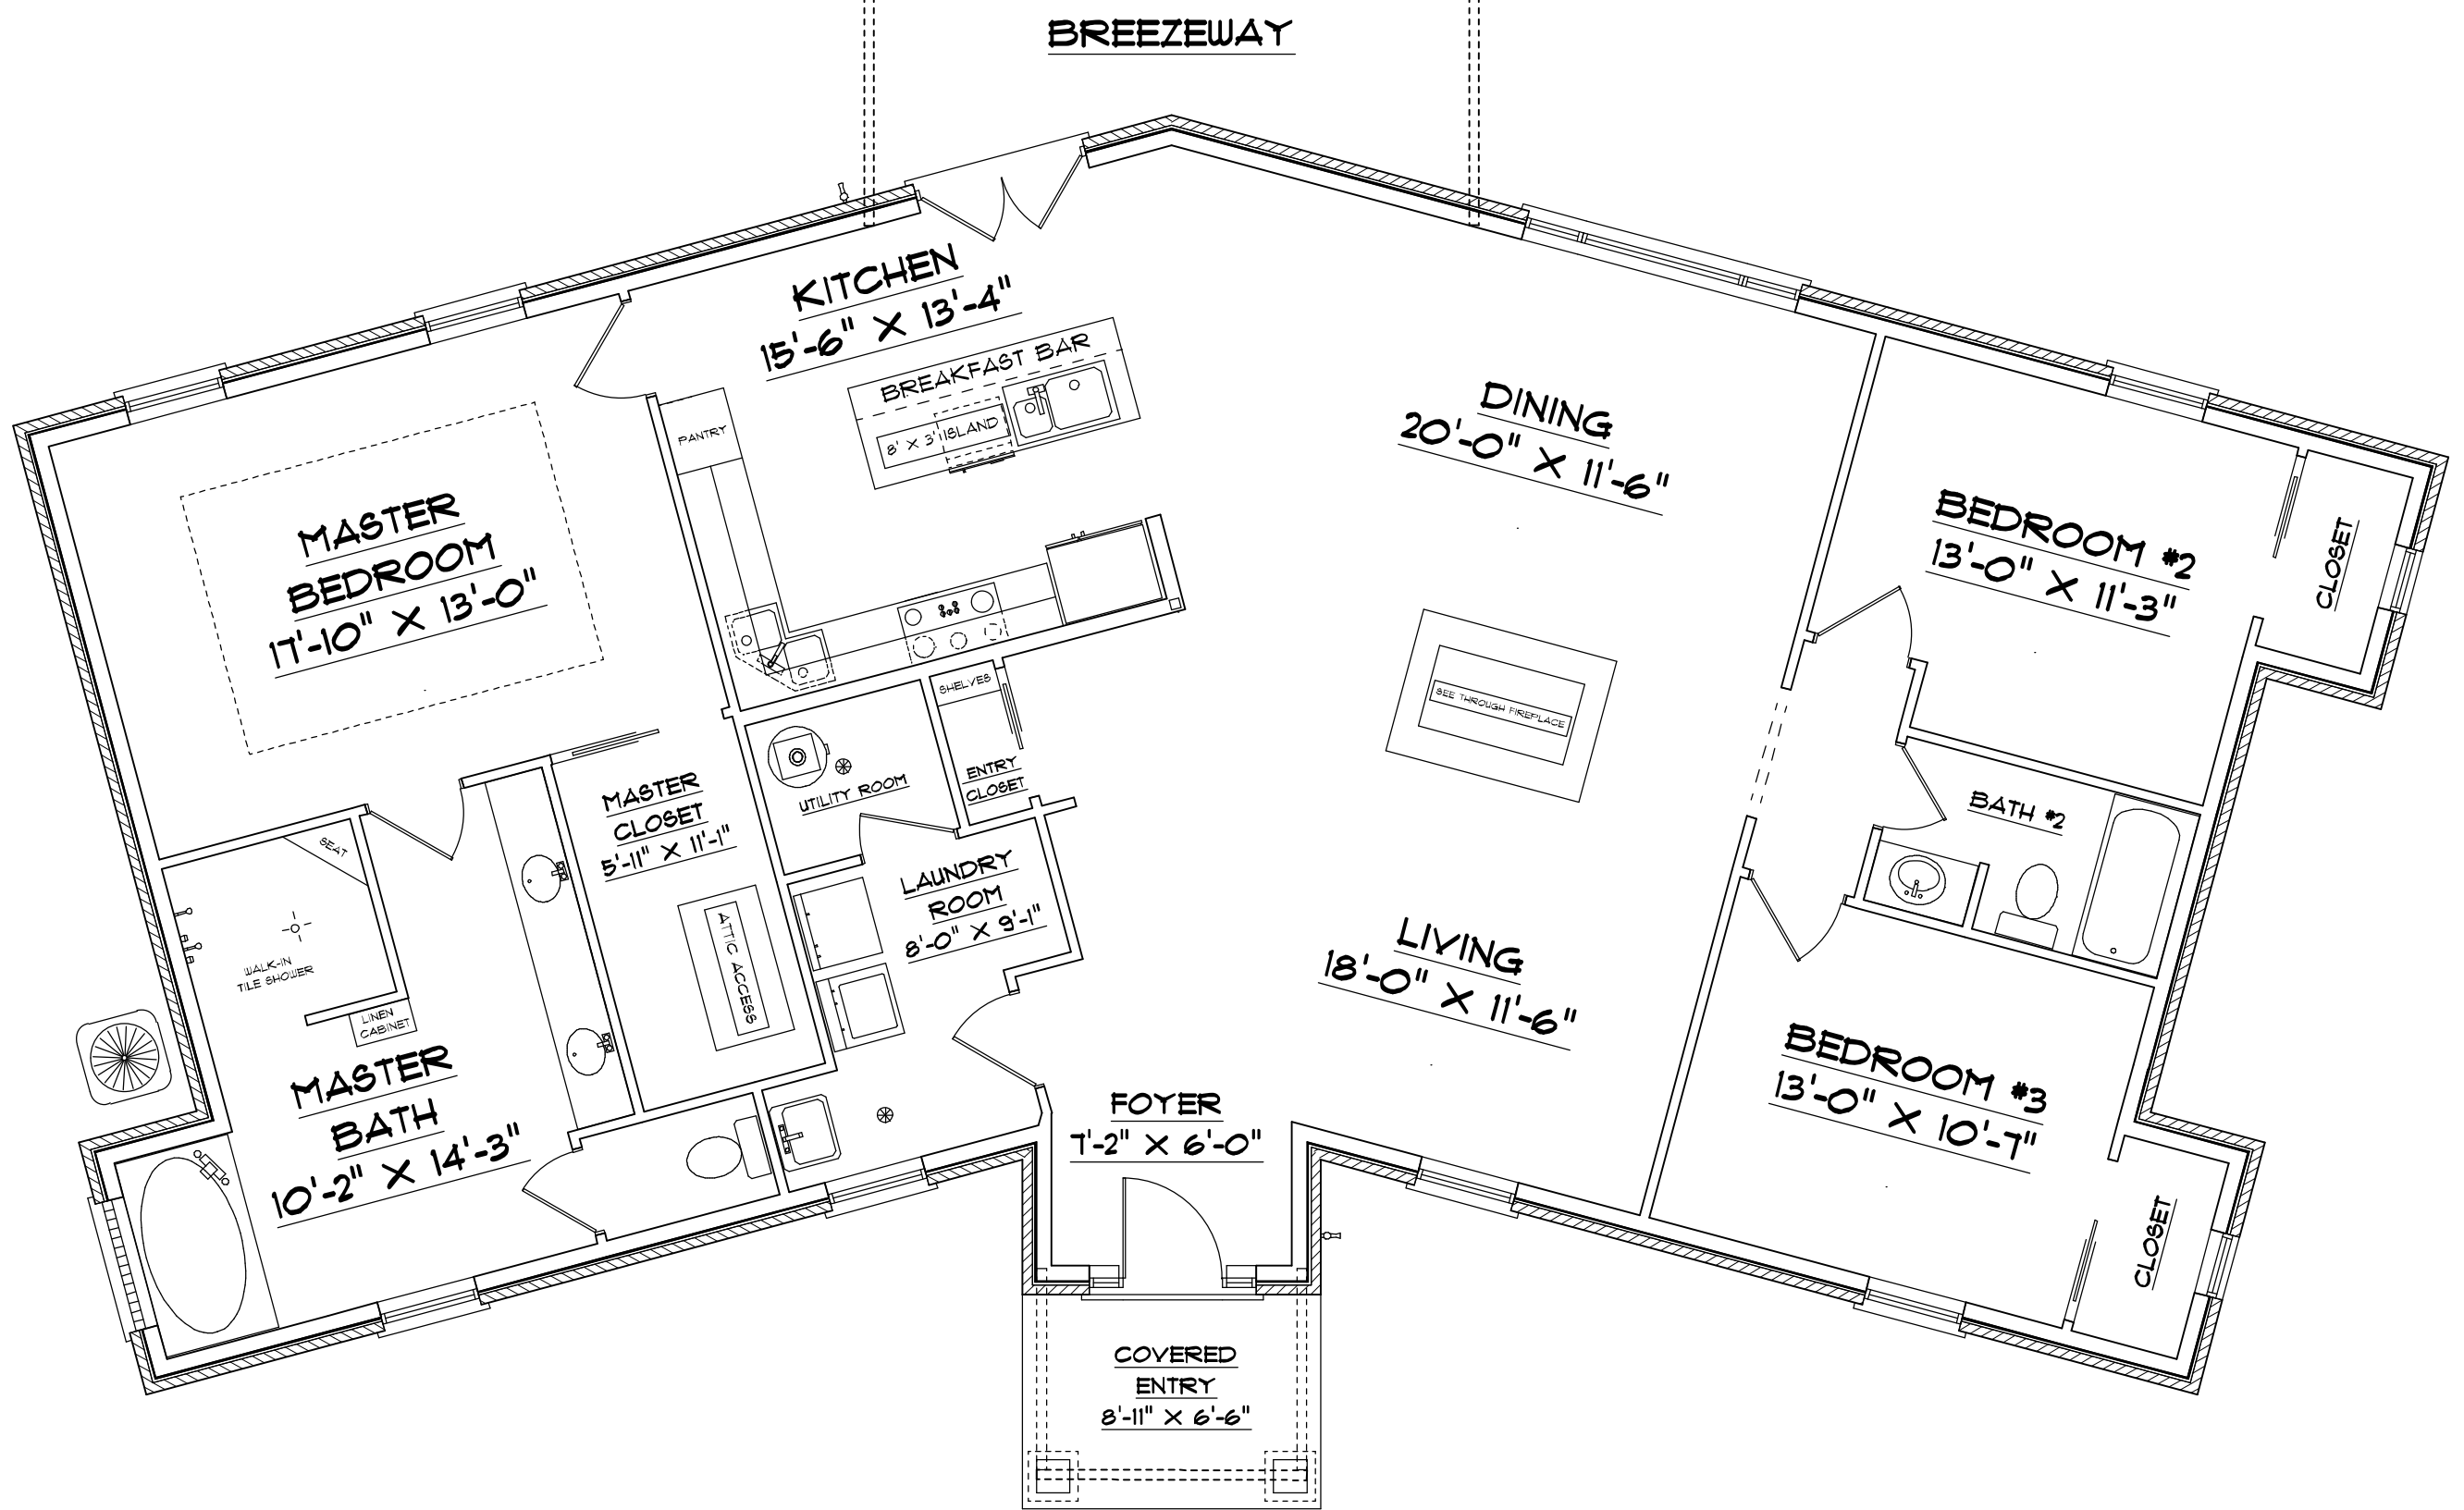 BREEZEWAY
KITCHEN
15'-6" X 13'-4"
BREAKFAST BAR
8' X 3' ISLAND
PANTRY
DINING
20'-0" X 11'-6"
BEDROOM #2
13'-0" X 11'-3"
CLOSET
MASTER
BEDROOM
17'-10" X 13'-0"
SEE THROUGH FIREPLACE
SHELVES
ENTRY
CLOSET
UTILITY ROOM
MASTER
CLOSET
5'-11" X 11'-1"
ATTIC ACCESS
LAUNDRY
ROOM
8'-0" X 9'-1"
BATH #2
SEAT
WALK-IN
TILE SHOWER
LINEN
CABINET
MASTER
BATH
10'-2" X 14'-3"
LIVING
18'-0" X 11'-6"
BEDROOM #3
13'-0" X 10'-7"
CLOSET
FOYER
7'-2" X 6'-0"
COVERED
ENTRY
8'-11" X 6'-6"